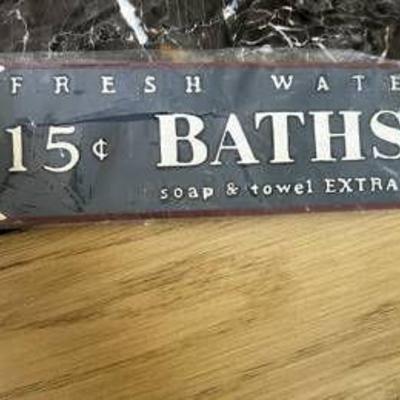 FRESH WATE
15¢ BATHS
soap & towel EXTRA